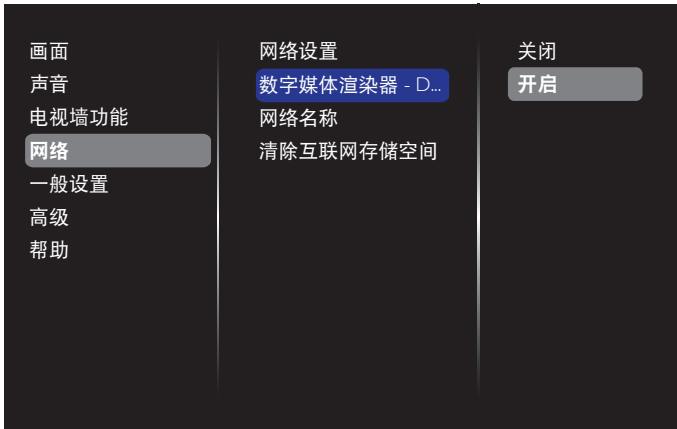 画面
声音
电视墙功能
网络
一般设置
高级
帮助
网络设置
数字媒体渲染器 - D...
网络名称
清除互联网存储空间
关闭
开启